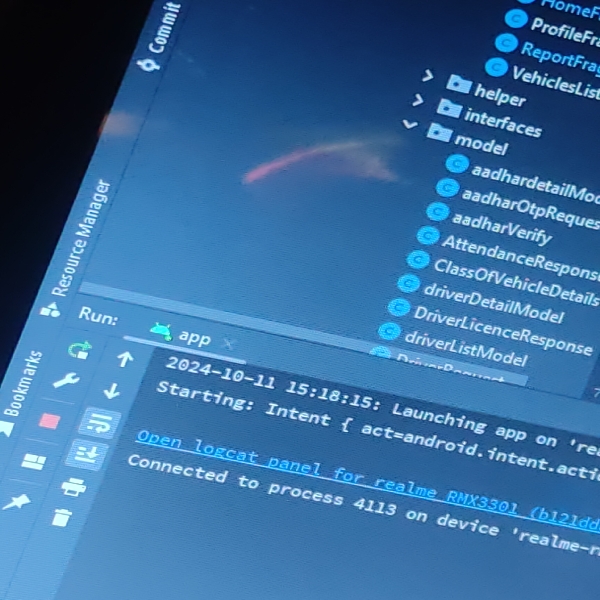 Commit
ProfileFra
ReportFrag
VehiclesList
helper
interfaces
model
aadhardetailMod
aadharOtpReques
aadharVerify
AttendanceRespons
ClassOfVehicleDetails
driverDetailModel
DriverLicenceResponse
driverListModel
DriverRequest
Resource Manager
Bookmarks
Run:
app
2024-10-11 15:18:15: Launching app on 'rea
Starting: Intent { act=android.intent.actio
Open logcat panel for realme RMX3301 (b121dd
Connected to process 4113 on device 'realme-r